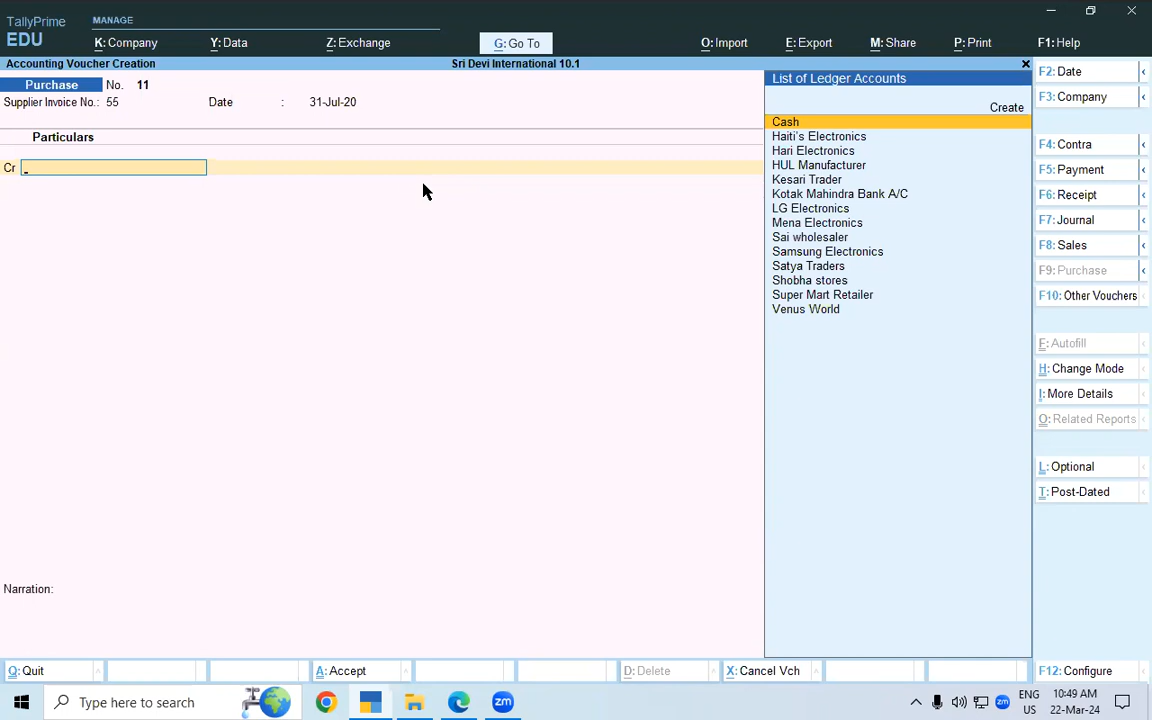 TallyPrime
EDU
MANAGE
K: Company
Y: Data
Z: Exchange
G: Go To
O: Import
E: Export
M: Share
P: Print
F1: Help
Accounting Voucher Creation
Sri Devi International 10.1
Purchase No. 11
Supplier Invoice No.: 55 Date : 31-Jul-20
Particulars
Cr
Narration:
List of Ledger Accounts
Create
Cash
Haiti's Electronics
Hari Electronics
HUL Manufacturer
Kesari Trader
Kotak Mahindra Bank A/C
LG Electronics
Mena Electronics
Sai wholesaler
Samsung Electronics
Satya Traders
Shobha stores
Super Mart Retailer
Venus World
F2: Date
F3: Company
F4: Contra
F5: Payment
F6: Receipt
F7: Journal
F8: Sales
F9: Purchase
F10: Other Vouchers
F: Autofill
H: Change Mode
I: More Details
O: Related Reports
L: Optional
T: Post-Dated
Q: Quit
A: Accept
D: Delete
X: Cancel Vch
F12: Configure
Type here to search
zm
zm
ENG
US
10:49 AM
22-Mar-24